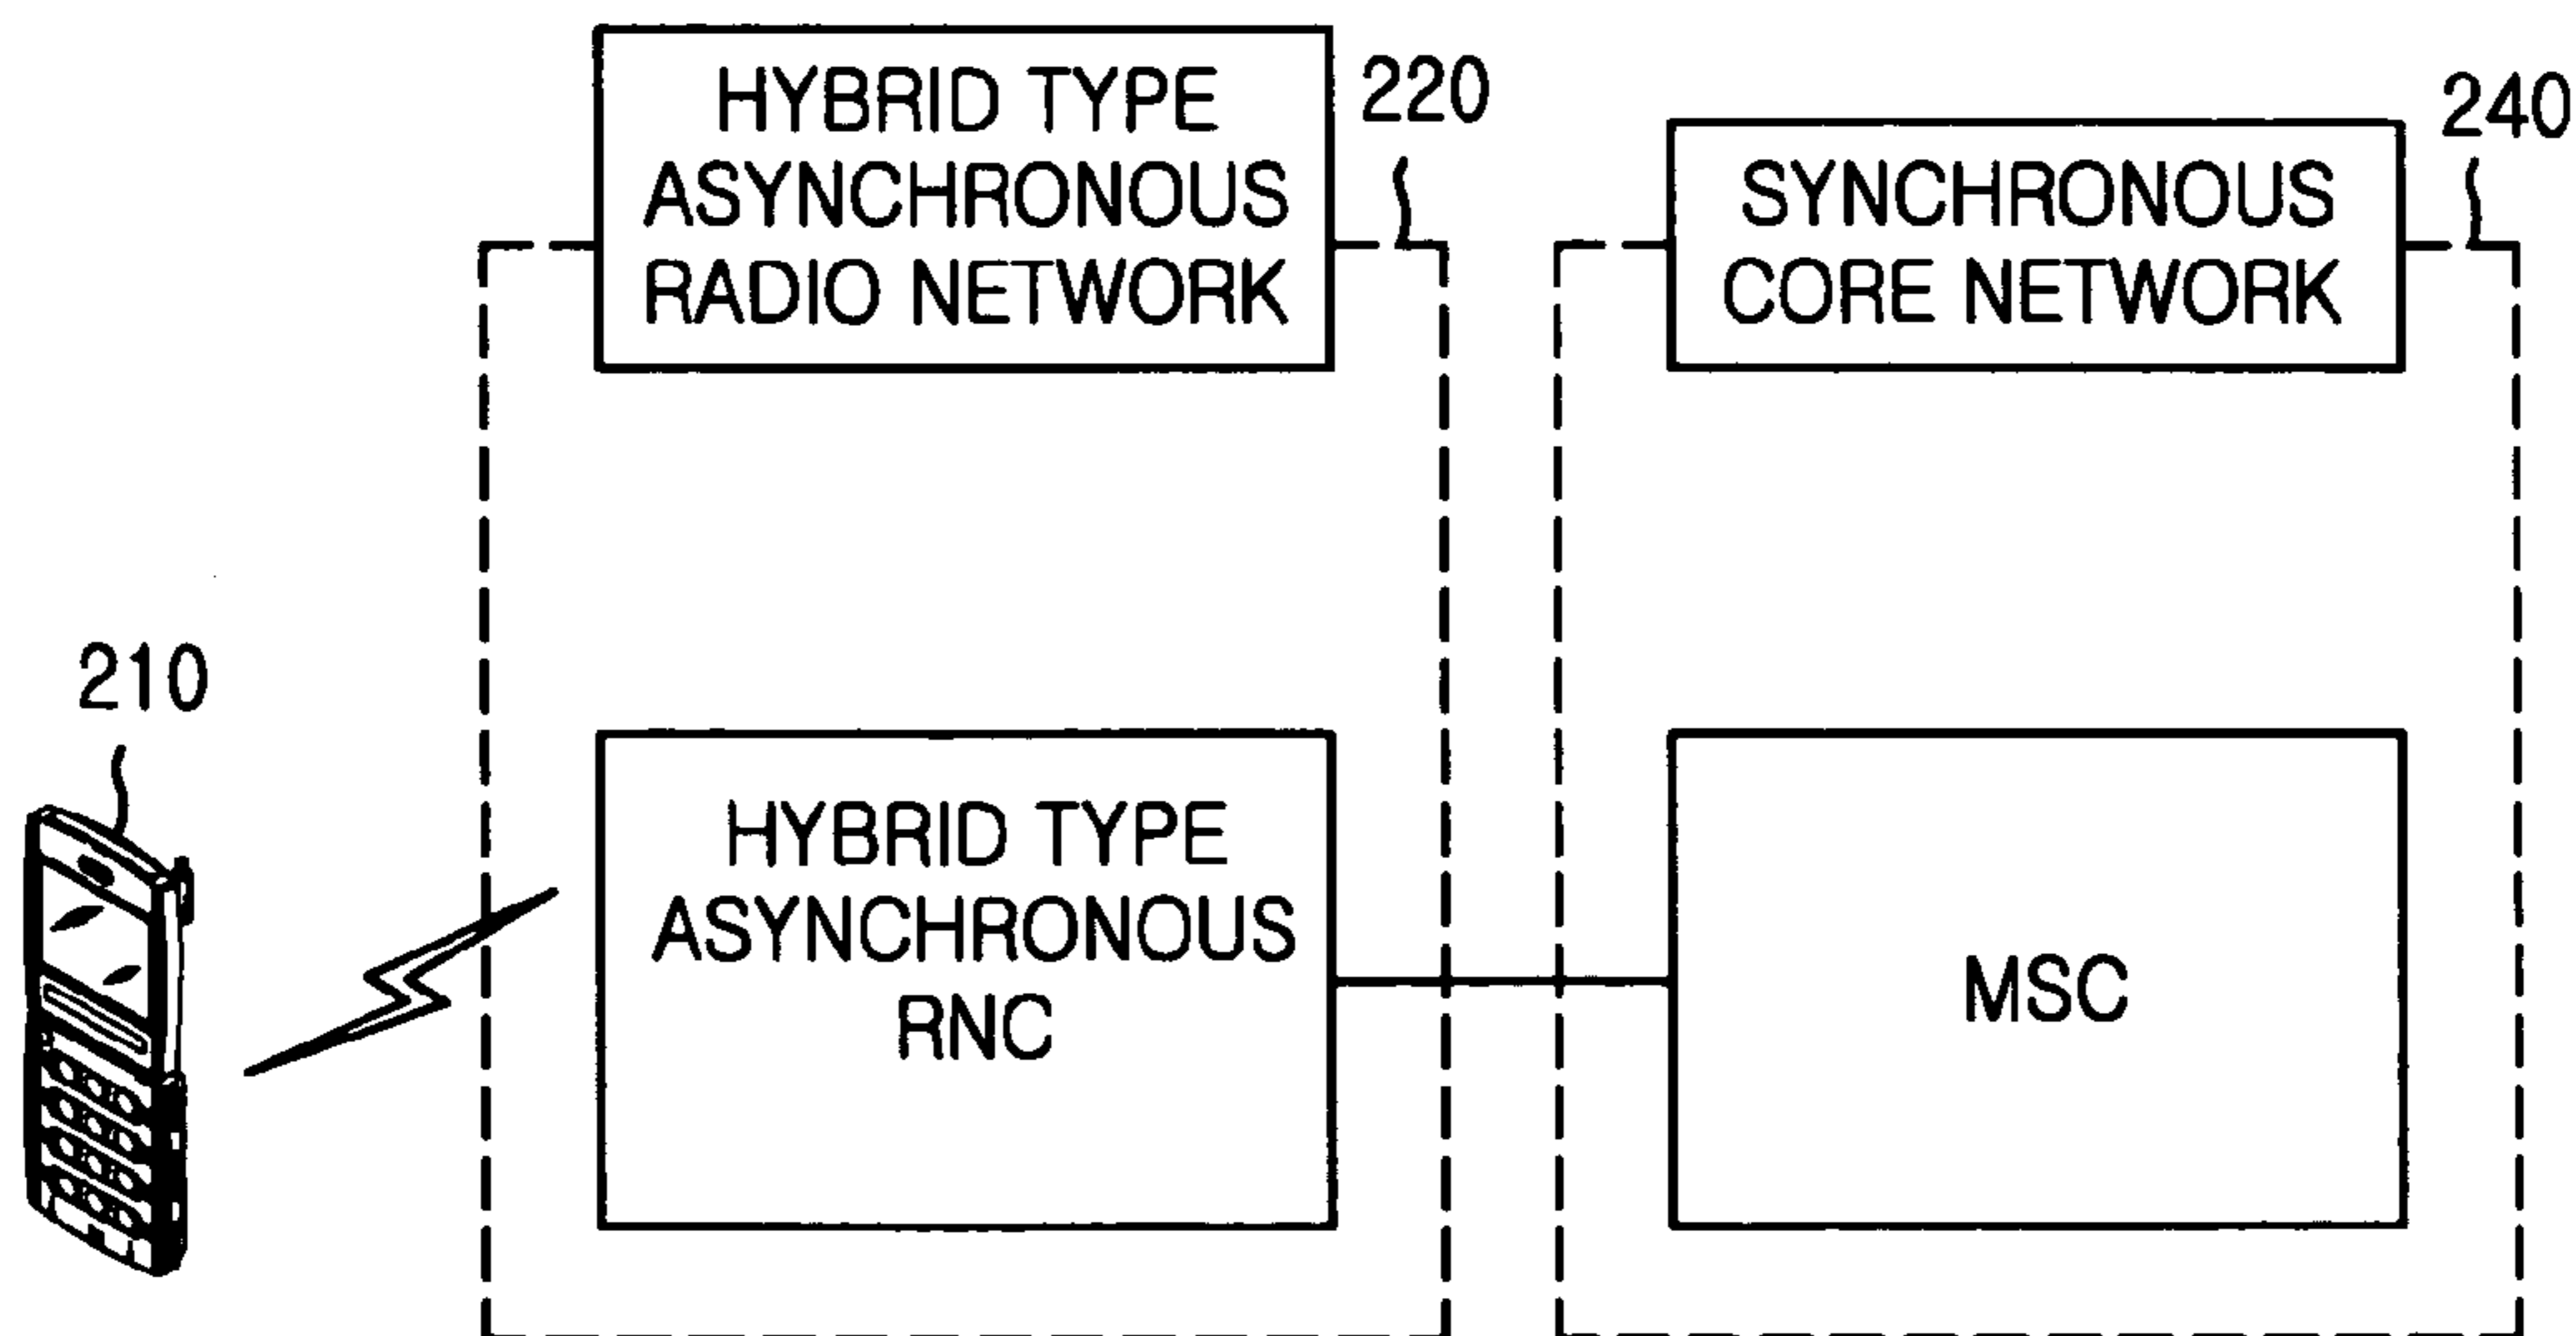 HYBRID TYPE
ASYNCHRONOUS
RADIO NETWORK
220
SYNCHRONOUS
CORE NETWORK
240
210
HYBRID TYPE
ASYNCHRONOUS
RNC
MSC